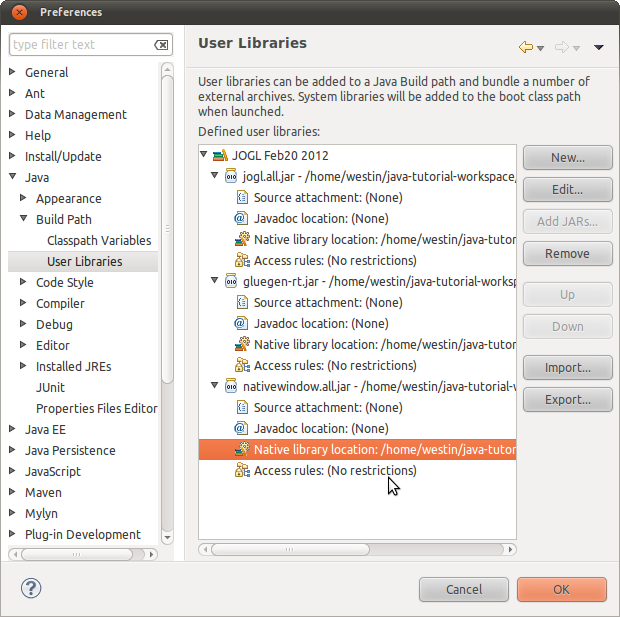 Preferences
type filter text
General
Ant
Data Management
Help
Install/Update
Java
Appearance
Build Path
Classpath Variables
User Libraries
Code Style
Compiler
Debug
Editor
Installed JREs
JUnit
Properties Files Editor
Java EE
Java Persistence
JavaScript
Maven
Mylyn
Plug-in Development
User Libraries
User libraries can be added to a Java Build path and bundle a number of
external archives. System libraries will be added to the boot class path
when launched.
Defined user libraries:
JOGL Feb20 2012
jogl.all.jar - /home/westin/java-tutorial-workspace,
Source attachment: (None)
Javadoc location: (None)
Native library location: /home/westin/java-tutor
Access rules: (No restrictions)
gluegen-rt.jar - /home/westin/java-tutorial-worksp
Source attachment: (None)
Javadoc location: (None)
Native library location: /home/westin/java-tutor
Access rules: (No restrictions)
nativewindow.all.jar - /home/westin/java-tutorial-w
Source attachment: (None)
Javadoc location: (None)
Native library location: /home/westin/java-tutor
Access rules: (No restrictions)
New...
Edit...
Add JARs...
Remove
Up
Down
Import...
Export...
?
Cancel
OK